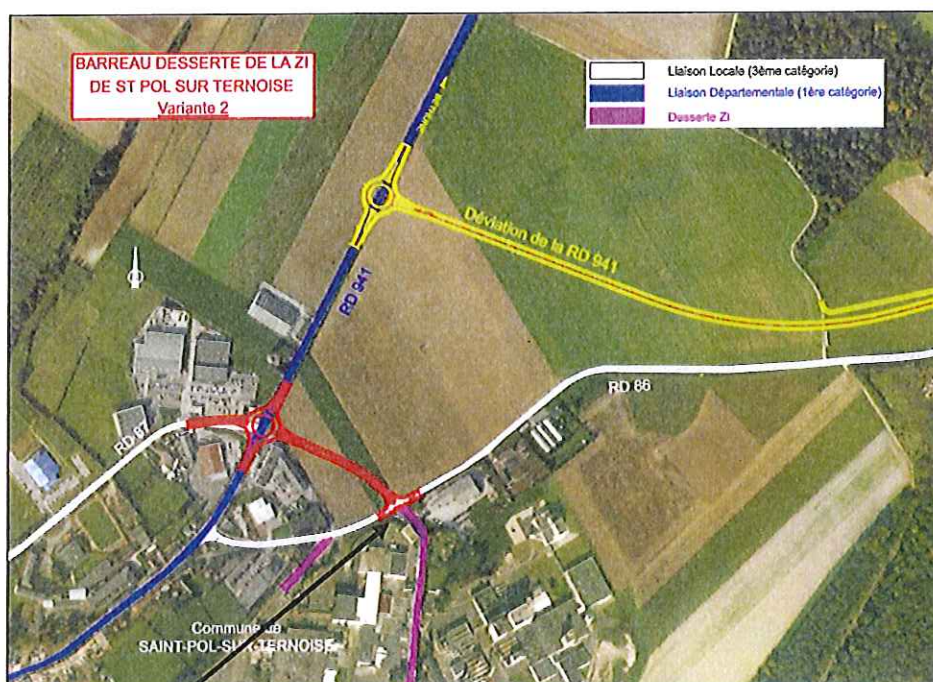 BARREAU DESSERTE DE LA ZI
DE ST POL SUR TERNOISE
Variante 2
Liaison Locale (3ème catégorie)
Liaison Départementale (1ère catégorie)
Desserte ZI
Déviation de la RD 941
RD 941
RD 86
RD 87
Commune de
SAINT-POL-SUR-TERNOISE